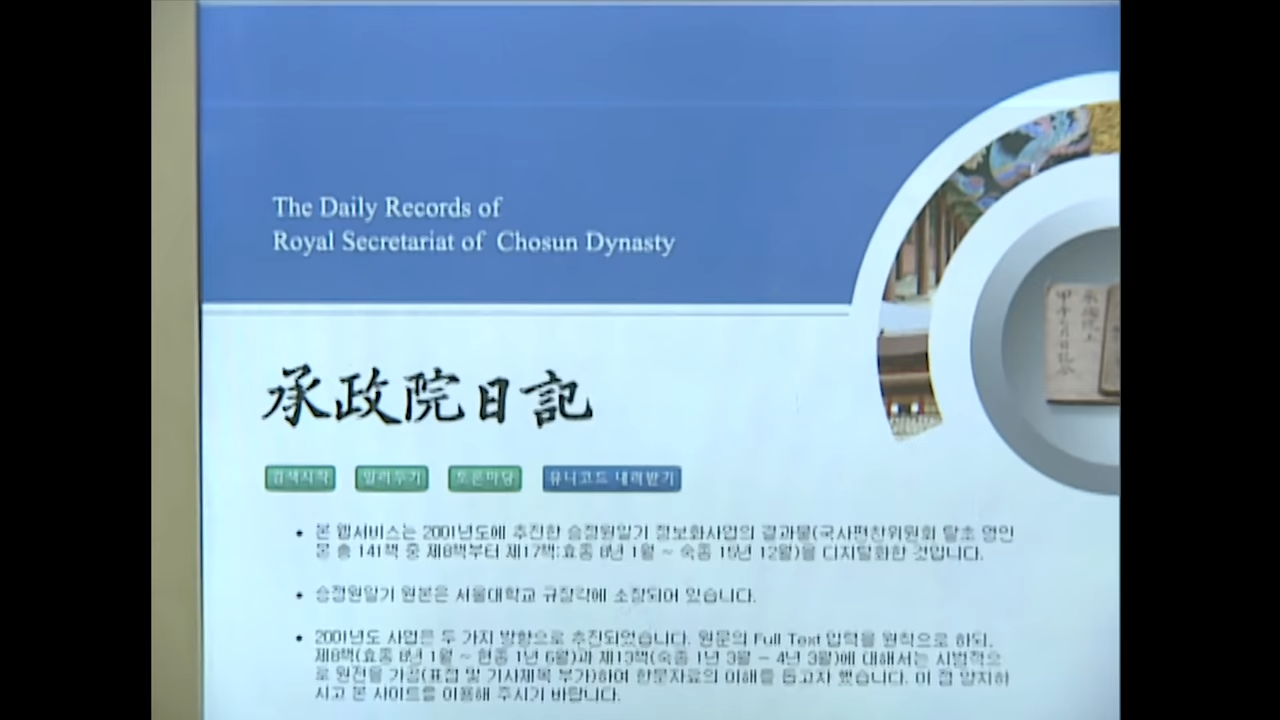 The Daily Records of
Royal Secretariat of Chosun Dynasty
承政院日記
검색시작 알려두기 토론마당 유니코드 내려받기
• 본 웹서비스는 2001년도에 추진한 승정원일기 정보화사업의 결과물(국사편찬위원회 탈초 영인
본 총 141책 중 제8책부터 제17책:효종 8년 1월 ~ 숙종 15년 12월)을 디지털화한 것입니다.
• 승정원일기 원본은 서울대학교 규장각에 소장되어 있습니다.
• 2001년도 사업은 두 가지 방향으로 추진되었습니다. 원문의 Full Text 입력을 원칙으로 하되,
제8책(효종 8년 1월 ~ 현종 1년 6월)과 제13책(숙종 1년 3월 - 4년 3월)에 대해서는 시범적으
로 원전을 가공(표점 및 기사제목 부가)하여 한문자료의 이해를 돕고자 했습니다. 이 점 양지하
시고 본 사이트를 이용해 주시기 바랍니다.